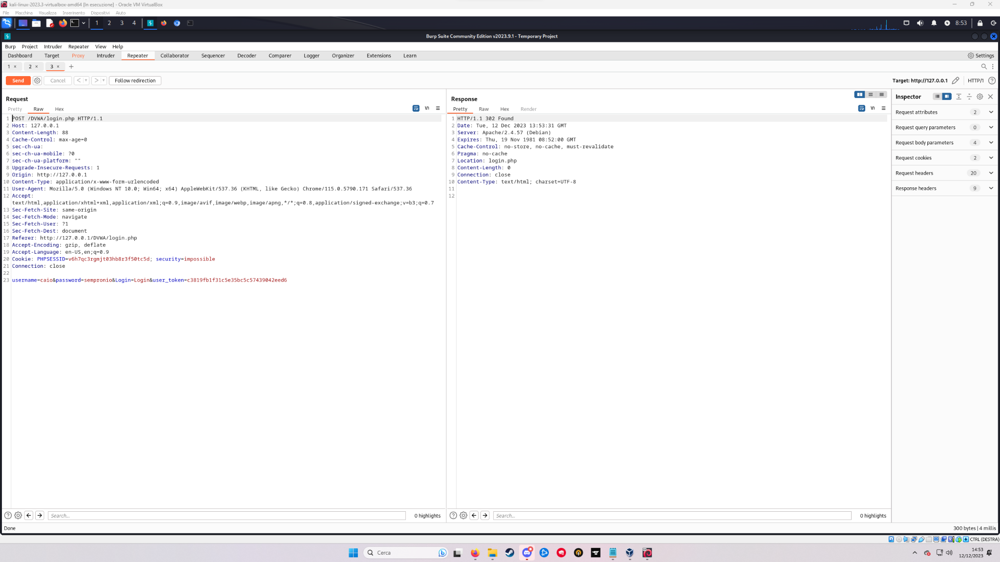 kali-linux-2023.3-virtualbox-amd64 [In esecuzione] - Oracle VM VirtualBox
File Macchina Visualizza Inserimento Dispositivi Aiuto
1 2 3 4 8:53
Burp Suite Community Edition v2023.9.1 - Temporary Project
Burp Project Intruder Repeater View Help
Dashboard Target Proxy Intruder Repeater Collaborator Sequencer Decoder Comparer Logger Organizer Extensions Learn Settings
1 × 2 × 3 × +
Send Cancel < > Follow redirection Target: http://127.0.0.1 HTTP/1
Request
Pretty Raw Hex \n
1 POST /DVWA/login.php HTTP/1.1
2 Host: 127.0.0.1
3 Content-Length: 88
4 Cache-Control: max-age=0
5 sec-ch-ua:
6 sec-ch-ua-mobile: ?0
7 sec-ch-ua-platform: ""
8 Upgrade-Insecure-Requests: 1
9 Origin: http://127.0.0.1
10 Content-Type: application/x-www-form-urlencoded
11 User-Agent: Mozilla/5.0 (Windows NT 10.0; Win64; x64) AppleWebKit/537.36 (KHTML, like Gecko) Chrome/115.0.5790.171 Safari/537.36
12 Accept:
text/html,application/xhtml+xml,application/xml;q=0.9,image/avif,image/webp,image/apng,*/*;q=0.8,application/signed-exchange;v=b3;q=0.7
13 Sec-Fetch-Site: same-origin
14 Sec-Fetch-Mode: navigate
15 Sec-Fetch-User: ?1
16 Sec-Fetch-Dest: document
17 Referer: http://127.0.0.1/DVWA/login.php
18 Accept-Encoding: gzip, deflate
19 Accept-Language: en-US,en;q=0.9
20 Cookie: PHPSESSID=v6h7qc3rgmjt03hb8r3f50tc5d; security=impossible
21 Connection: close
22
23 username=caio&password=sempronio&Login=Login&user_token=c3819fb1f31c5e35bc5c57439042eed6
Search... 0 highlights
Response
Pretty Raw Hex Render \n
1 HTTP/1.1 302 Found
2 Date: Tue, 12 Dec 2023 13:53:31 GMT
3 Server: Apache/2.4.57 (Debian)
4 Expires: Thu, 19 Nov 1981 08:52:00 GMT
5 Cache-Control: no-store, no-cache, must-revalidate
6 Pragma: no-cache
7 Location: login.php
8 Content-Length: 0
9 Connection: close
10 Content-Type: text/html; charset=UTF-8
11
12
Search... 0 highlights
Inspector
Request attributes 2
Request query parameters 0
Request body parameters 4
Request cookies 2
Request headers 20
Response headers 9
Done 300 bytes | 4 millis
CTRL (DESTRA)
Cerca
14:53
12/12/2023